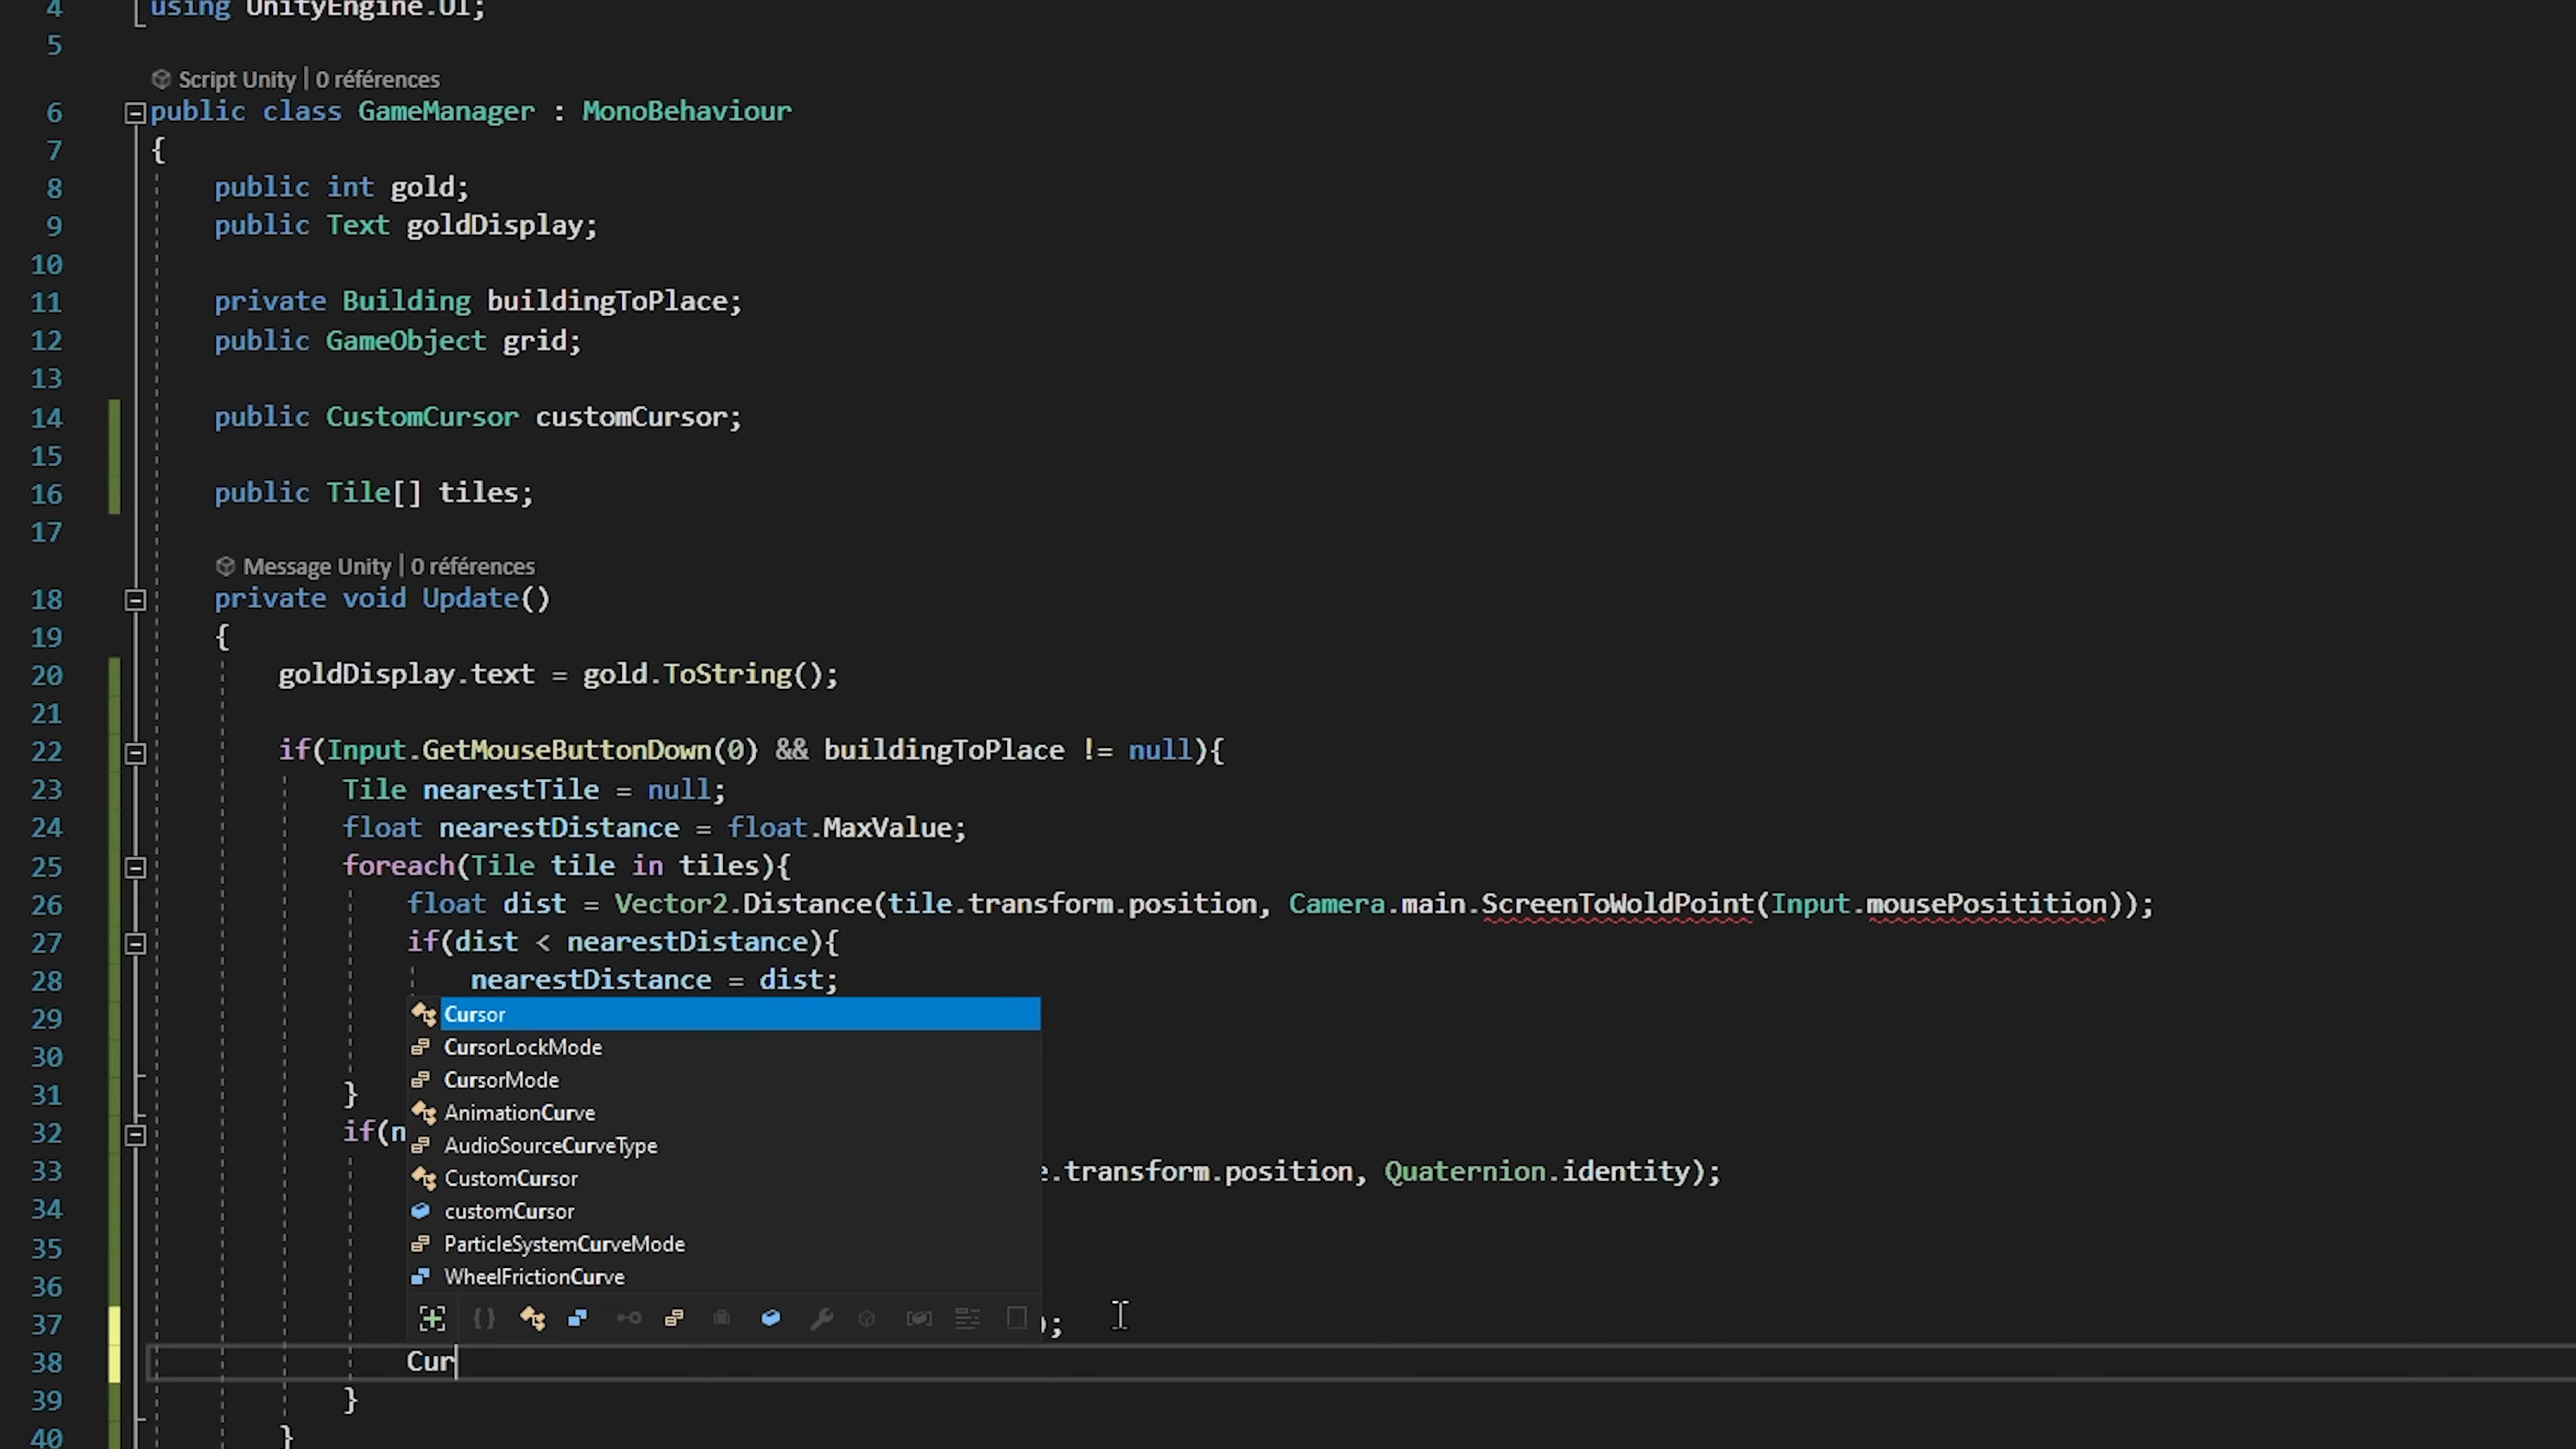 4 using UnityEngine.UI;
5
Script Unity | 0 références
6 public class GameManager : MonoBehaviour
7 {
8 public int gold;
9 public Text goldDisplay;
10
11 private Building buildingToPlace;
12 public GameObject grid;
13
14 public CustomCursor customCursor;
15
16 public Tile[] tiles;
17
Message Unity | 0 références
18 private void Update()
19 {
20 goldDisplay.text = gold.ToString();
21
22 if(Input.GetMouseButtonDown(0) && buildingToPlace != null){
23 Tile nearestTile = null;
24 float nearestDistance = float.MaxValue;
25 foreach(Tile tile in tiles){
26 float dist = Vector2.Distance(tile.transform.position, Camera.main.ScreenToWoldPoint(Input.mousePositition));
27 if(dist < nearestDistance){
28 nearestDistance = dist;
29
Cursor
CursorLockMode
30
CursorMode
31 }
AnimationCurve
32 if(n
AudioSourceCurveType
33 e.transform.position, Quaternion.identity);
CustomCursor
34
customCursor
35
ParticleSystemCurveMode
36
WheelFrictionCurve
37 );
38 Cur
39 }
40 }